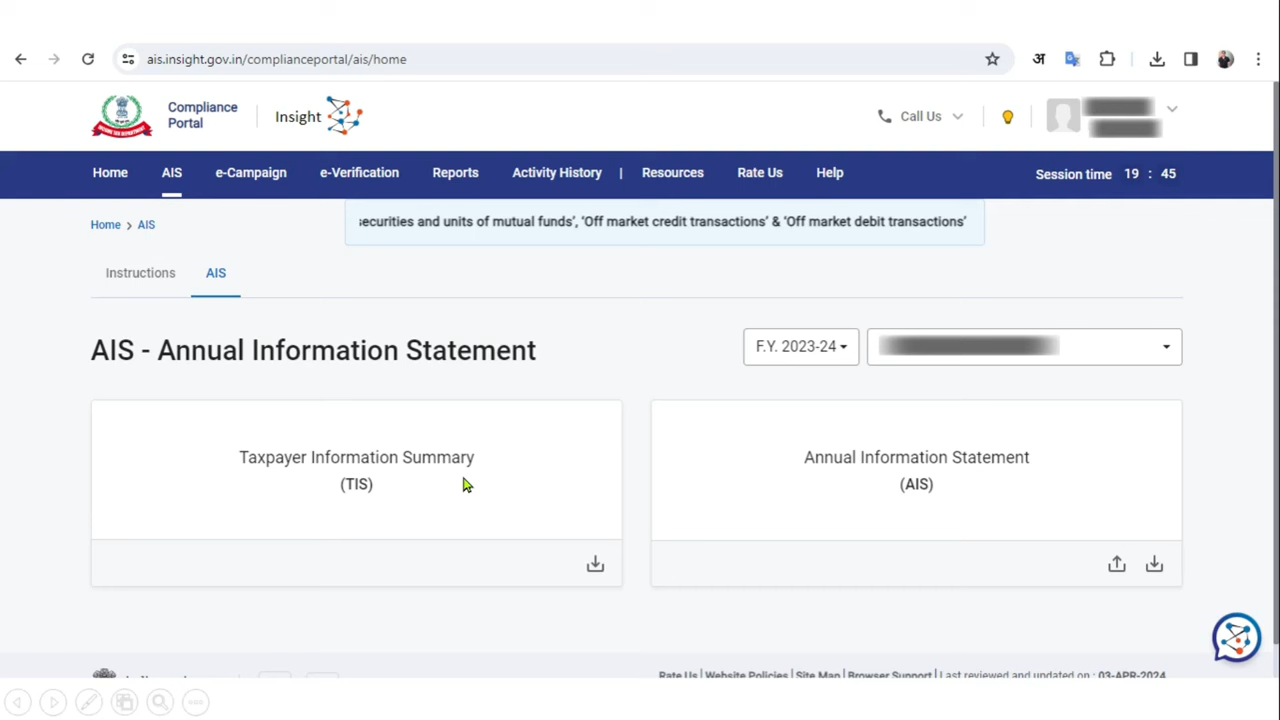 ais.insight.gov.in/complianceportal/ais/home
अ
Compliance
Portal
Insight
Call Us
Home AIS e-Campaign e-Verification Reports Activity History | Resources Rate Us Help Session time 19 : 45
Home > AIS
securities and units of mutual funds', 'Off market credit transactions' & 'Off market debit transactions'
Instructions AIS
AIS - Annual Information Statement
F.Y. 2023-24
Taxpayer Information Summary
(TIS)
Annual Information Statement
(AIS)
Rate Us | Website Policies | Site Map | Browser Support | Last reviewed and updated on : 03-APR-2024